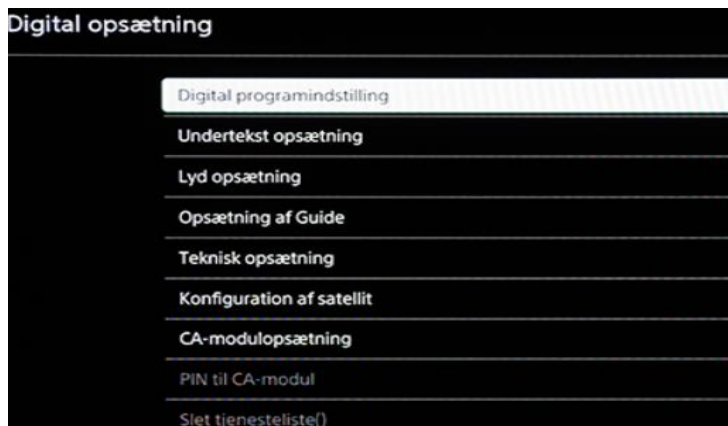 Digital opsætning
Digital programindstilling
Undertekst opsætning
Lyd opsætning
Opsætning af Guide
Teknisk opsætning
Konfiguration af satellit
CA-modulopsætning
PIN til CA-modul
Slet tjenesteliste()